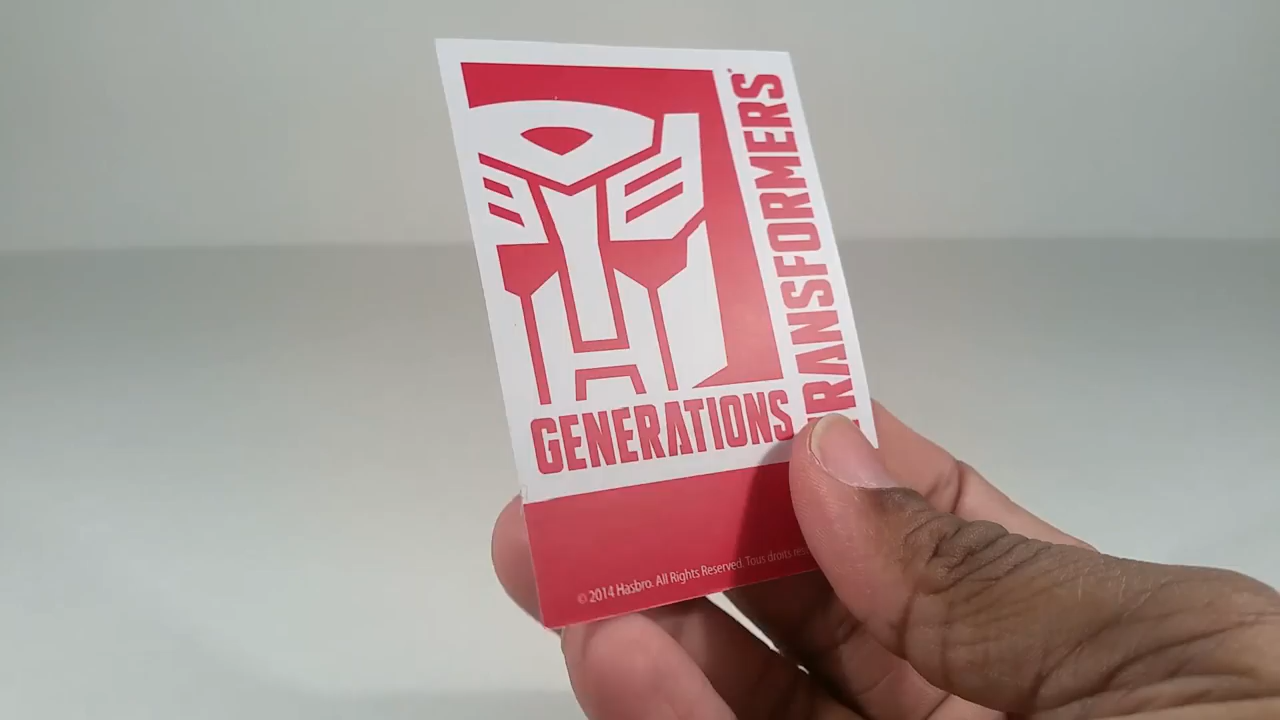 TRANSFORMERS
GENERATIONS
© 2014 Hasbro. All Rights Reserved. Tous droits